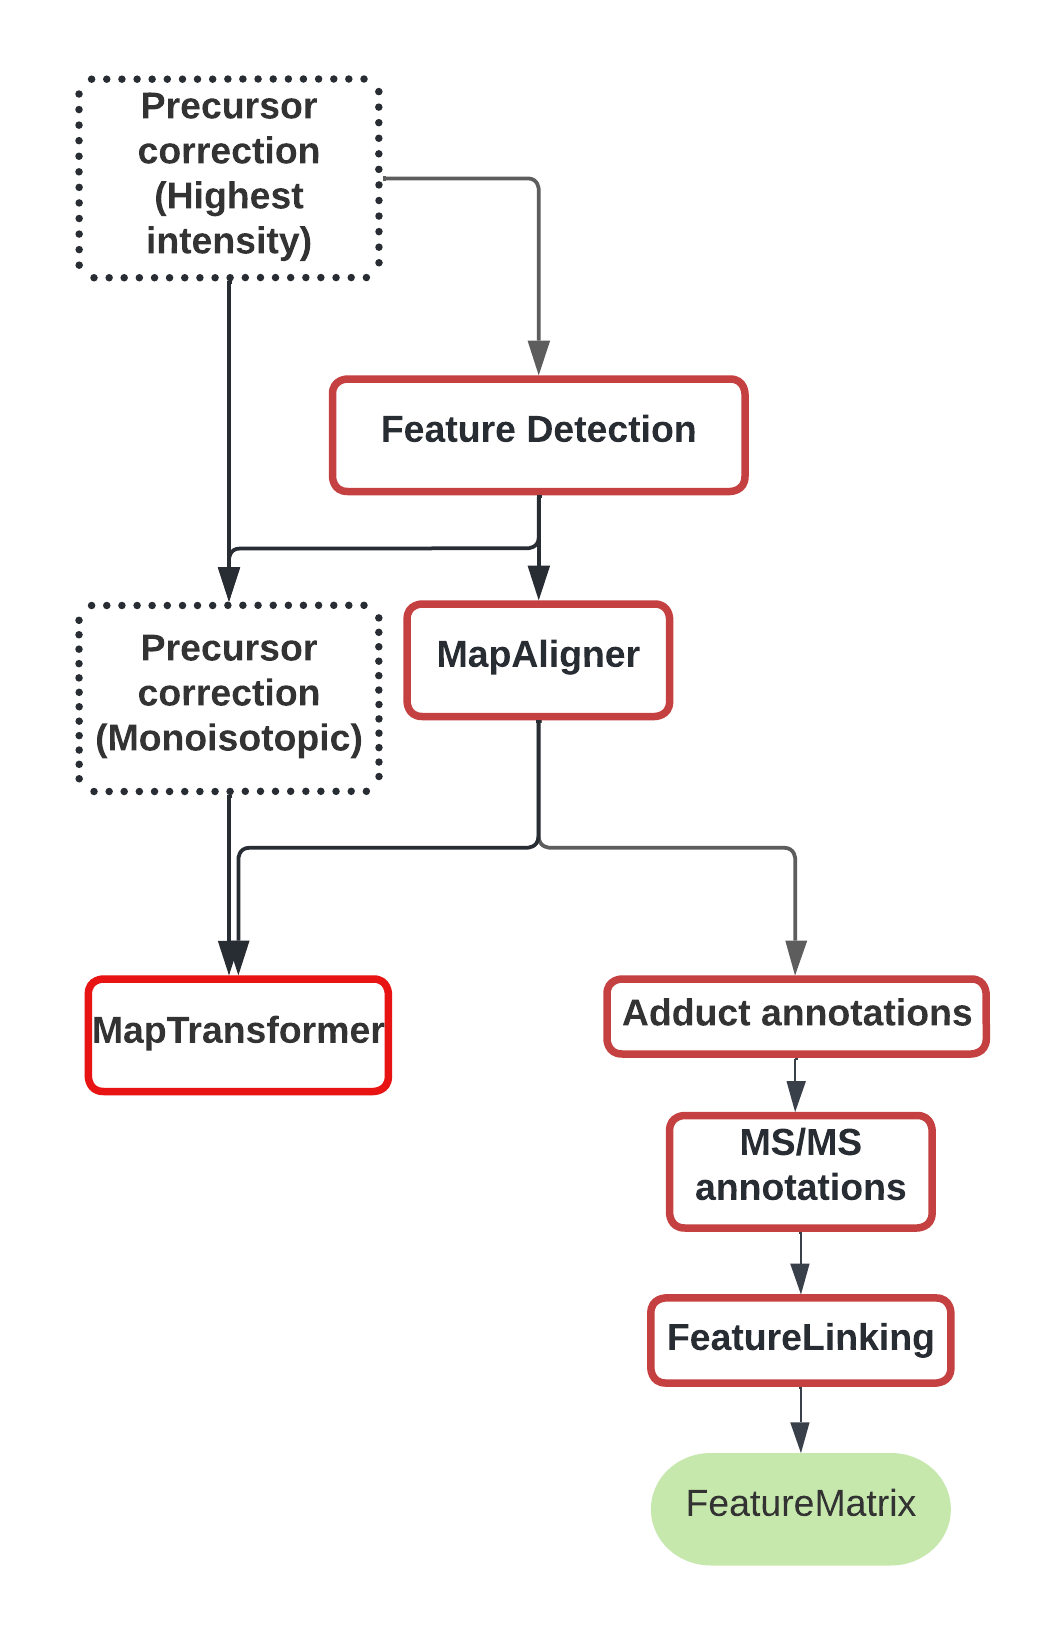 Precursor
correction
(Highest
intensity)
Feature Detection
Precursor
correction
(Monoisotopic)
MapAligner
MapTransformer
Adduct annotations
MS/MS
annotations
FeatureLinking
FeatureMatrix